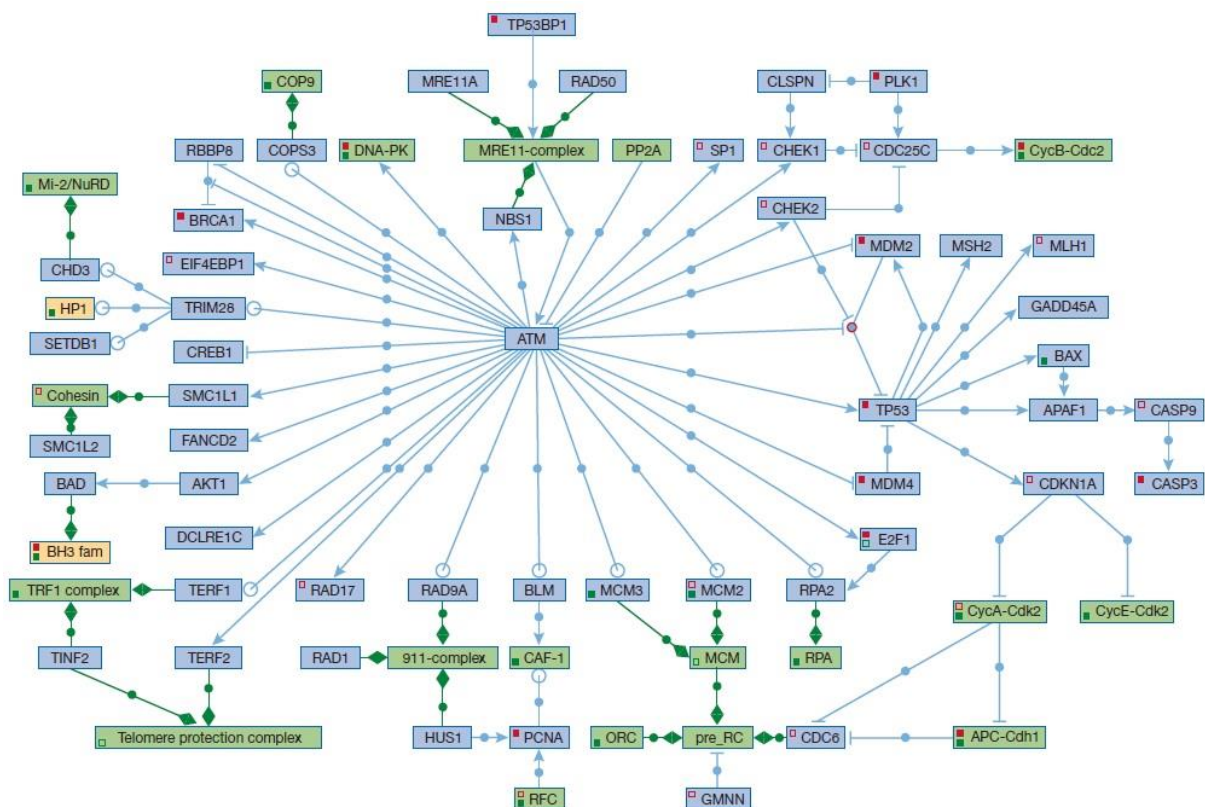 TP53BP1
COP9
MRE11A
RAD50
CLSPN
PLK1
RBBP8
COPS3
DNA-PK
MRE11-complex
PP2A
SP1
CHEK1
CDC25C
CycB-Cdc2
Mi-2/NuRD
BRCA1
NBS1
CHEK2
MDM2
MSH2
MLH1
CHD3
EIF4EBP1
HP1
TRIM28
GADD45A
SETDB1
CREB1
ATM
BAX
Cohesin
SMC1L1
TP53
APAF1
CASP9
SMC1L2
FANCD2
BAD
AKT1
MDM4
CDKN1A
CASP3
DCLRE1C
E2F1
BH3 fam
TRF1 complex
TERF1
RAD17
RAD9A
BLM
MCM3
MCM2
RPA2
CycA-Cdk2
CycE-Cdk2
TINF2
TERF2
RAD1
911-complex
CAF-1
MCM
RPA
Telomere protection complex
HUS1
PCNA
ORC
pre_RC
CDC6
APC-Cdh1
RFC
GMNN